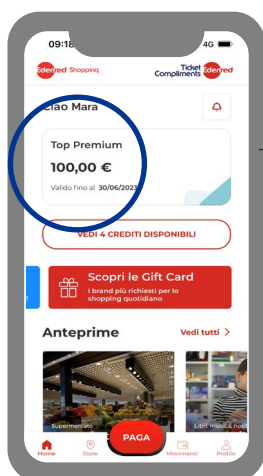 09:18
4G
Edenred Shopping
Ticket
Compliments
Edenred
Ciao Mara
Top Premium
100,00 €
Valido fino al 30/06/2023
VEDI 4 CREDITI DISPONIBILI
Scopri le Gift Card
I brand più richiesti per lo
shopping quotidiano
Anteprime
Vedi tutti >
Supermercato
Libri, musica, hobb
PAGA
Home
Store
Movimenti
Profilo